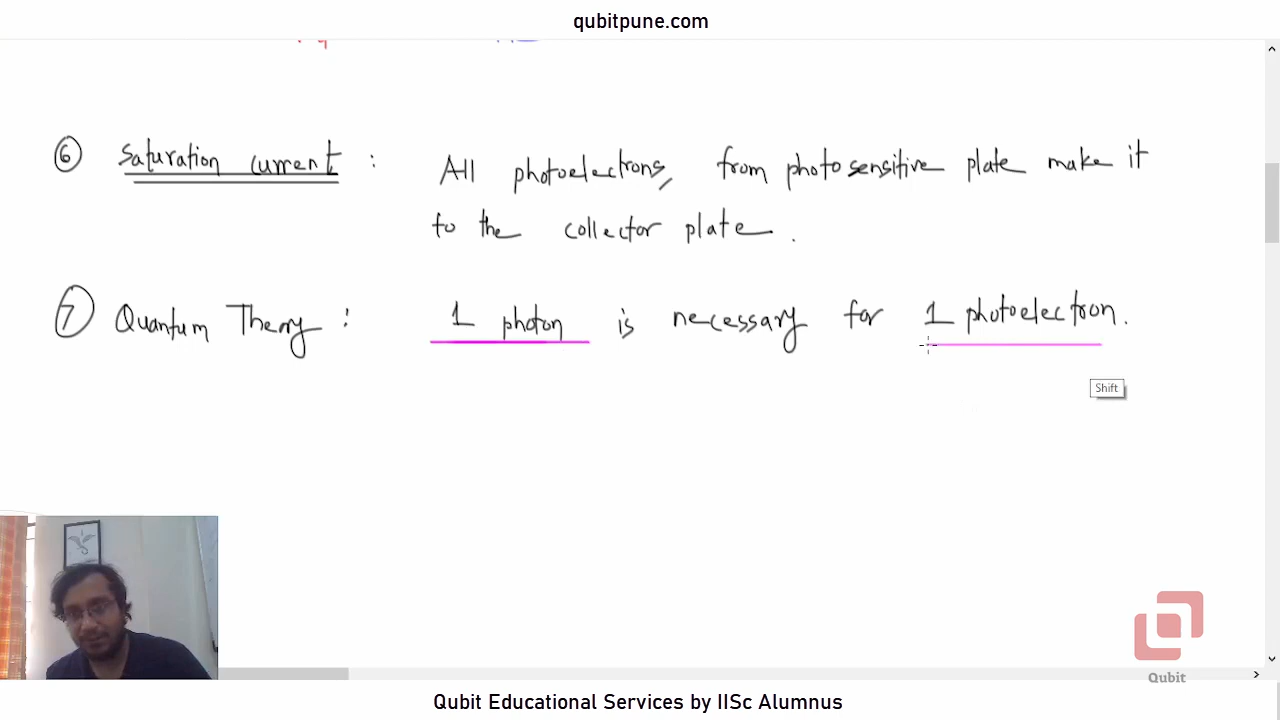 qubitpune.com
⑥ Saturation current : All photoelectrons, from photosensitive plate make it
to the collector plate.
⑦ Quantum Theory : 1 photon is necessary for 1 photoelectron.
Shift
Qubit
Qubit Educational Services by IISc Alumnus